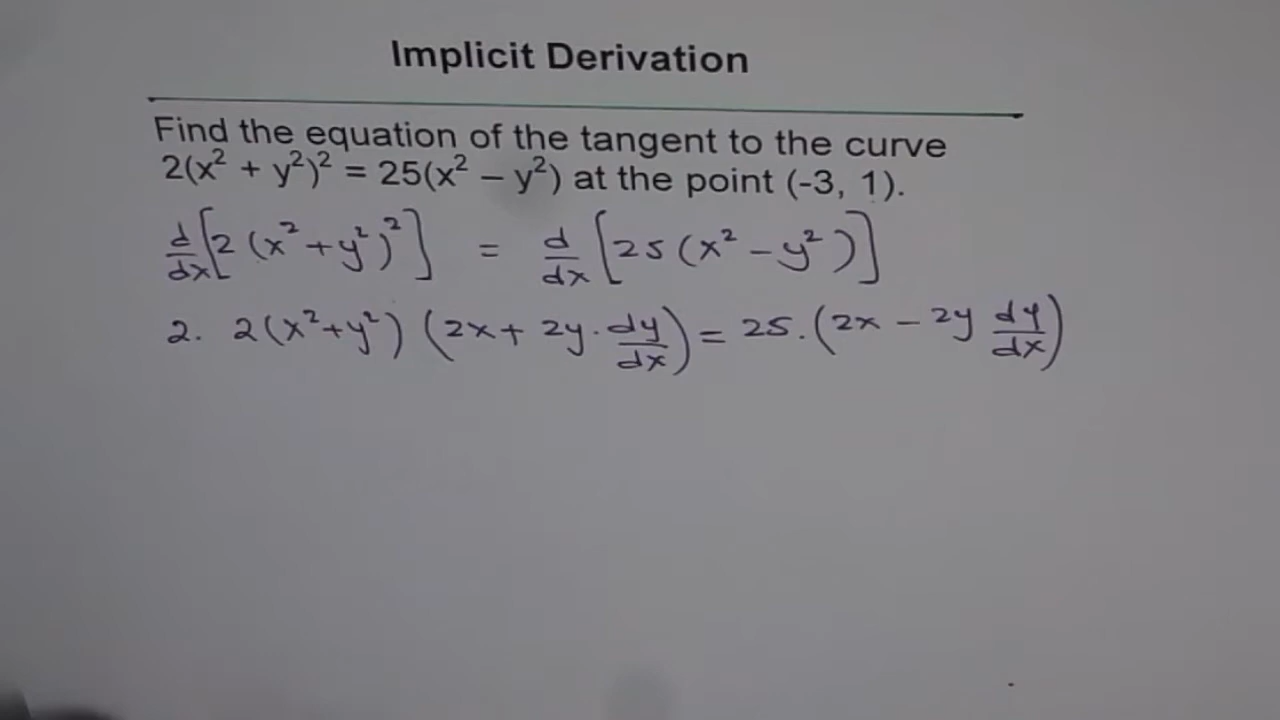 Implicit Derivation
Find the equation of the tangent to the curve
2(x² + y²)² = 25(x² – y²) at the point (-3, 1).
d/dx [2 (x² + y²)²] = d/dx [25 (x² – y²)]
2. 2(x² + y²) (2x + 2y · dy/dx) = 25. (2x – 2y dy/dx)